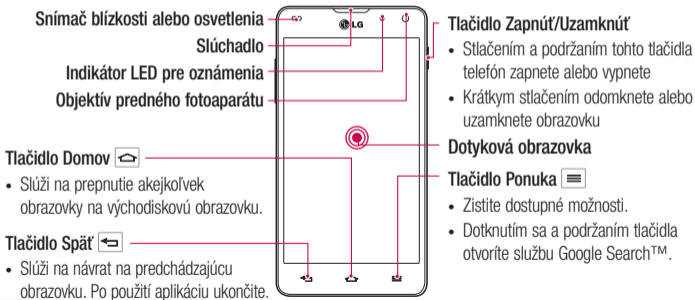 Snímač blízkosti alebo osvetlenia
Slúchadlo
Indikátor LED pre oznámenia
Objektív predného fotoaparátu
Tlačidlo Domov
• Slúži na prepnutie akejkoľvek
obrazovky na východiskovú obrazovku.
Tlačidlo Späť
• Slúži na návrat na predchádzajúcu
obrazovku. Po použití aplikáciu ukončite.
LG
Tlačidlo Zapnúť/Uzamknúť
• Stlačením a podržaním tohto tlačidla
telefón zapnete alebo vypnete
• Krátkym stlačením odomknete alebo
uzamknete obrazovku
Dotyková obrazovka
Tlačidlo Ponuka
• Zistite dostupné možnosti.
• Dotknutím sa a podržaním tlačidla
otvoríte službu Google Search™.